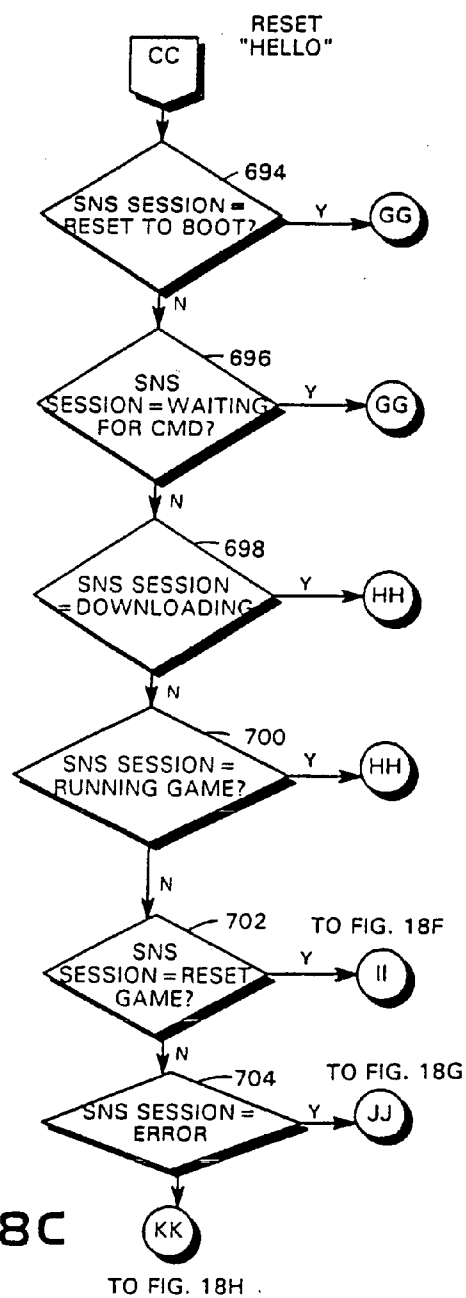 RESET
"HELLO"
CC
694
SNS SESSION =
RESET TO BOOT?
Y
GG
N
696
SNS
SESSION = WAITING
FOR CMD?
Y
GG
N
698
SNS SESSION
= DOWNLOADING
Y
HH
N
700
SNS SESSION =
RUNNING GAME?
Y
HH
N
702
SNS
SESSION = RESET
GAME?
Y
TO FIG. 18F
II
N
704
SNS SESSION =
ERROR
Y
TO FIG. 18G
JJ
8C
KK
TO FIG. 18H